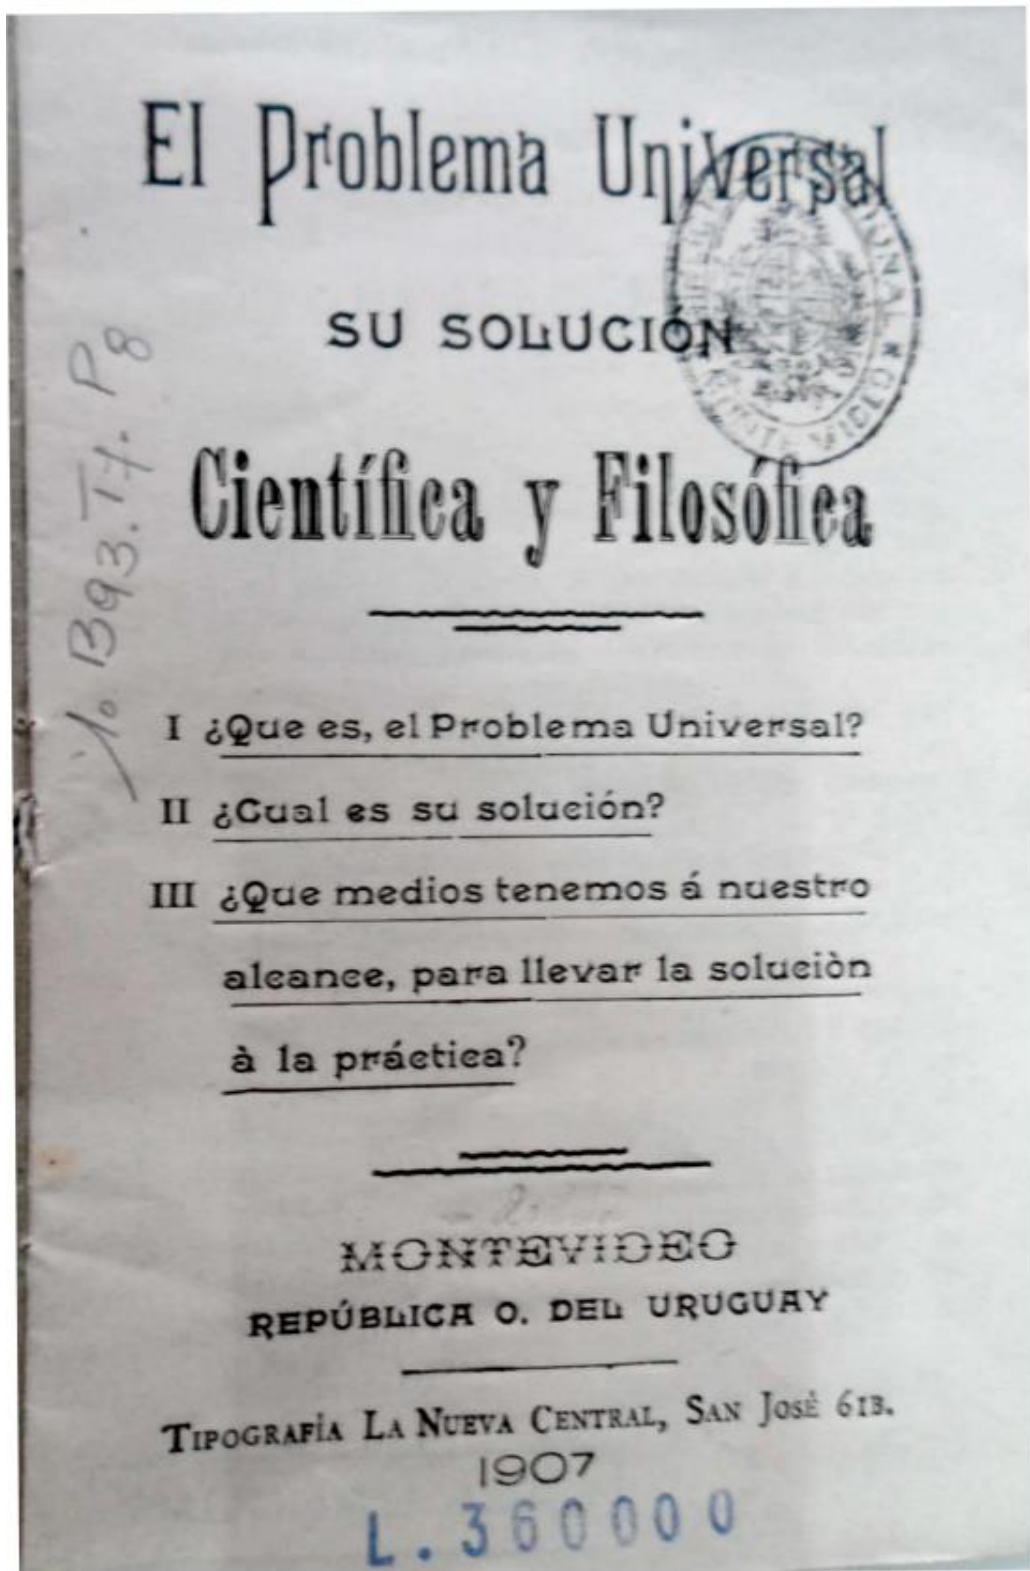 El Problema Universal
SU SOLUCIÓN
Científica y Filosófica
I ¿Que es, el Problema Universal?
II ¿Cual es su solución?
III ¿Que medios tenemos á nuestro
alcance, para llevar la soluciòn
à la práctica?
MONTEVIDEO
REPÚBLICA O. DEL URUGUAY
TIPOGRAFÍA LA NUEVA CENTRAL, SAN JOSÈ 61B.
1907
L. 360000